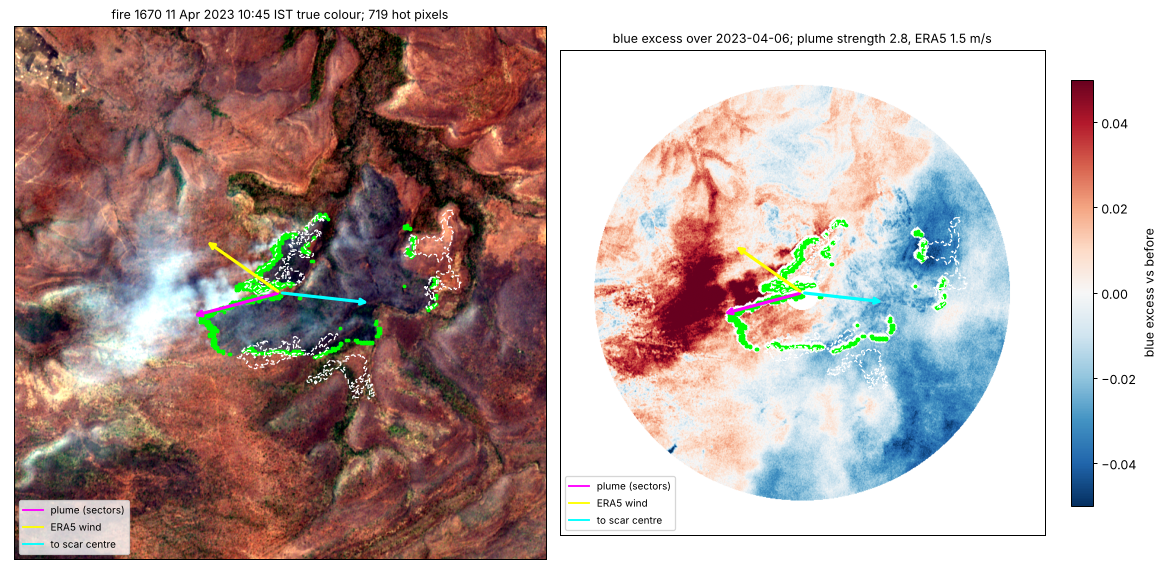 fire 1670 11 Apr 2023 10:45 IST true colour; 719 hot pixels
plume (sectors)
ERA5 wind
to scar centre
blue excess over 2023-04-06; plume strength 2.8, ERA5 1.5 m/s
plume (sectors)
ERA5 wind
to scar centre
0.04
0.02
0.00
−0.02
−0.04
blue excess vs before